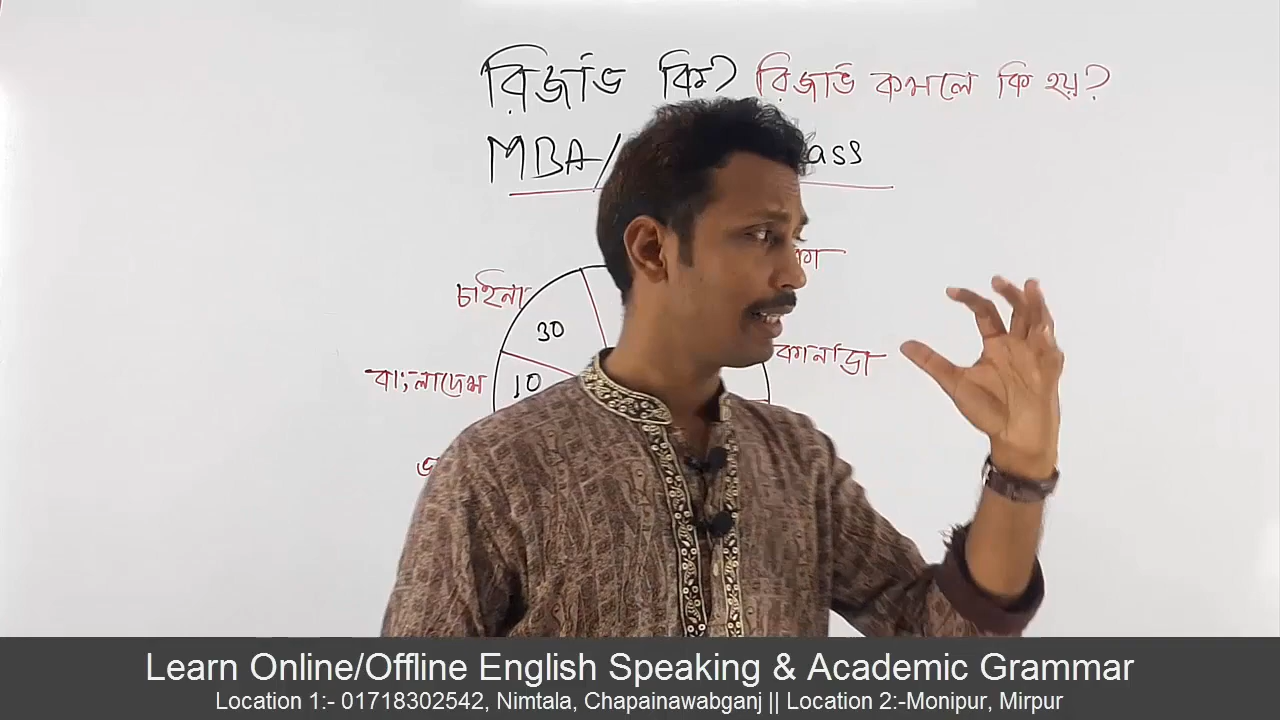 রিজার্ভ কি? রিজার্ভ কমলে কি হয়?
MBA/
চাইনা
30
কানাডা
বাংলাদেশ 10
Learn Online/Offline English Speaking & Academic Grammar
Location 1:- 01718302542, Nimtala, Chapainawabganj || Location 2:-Monipur, Mirpur